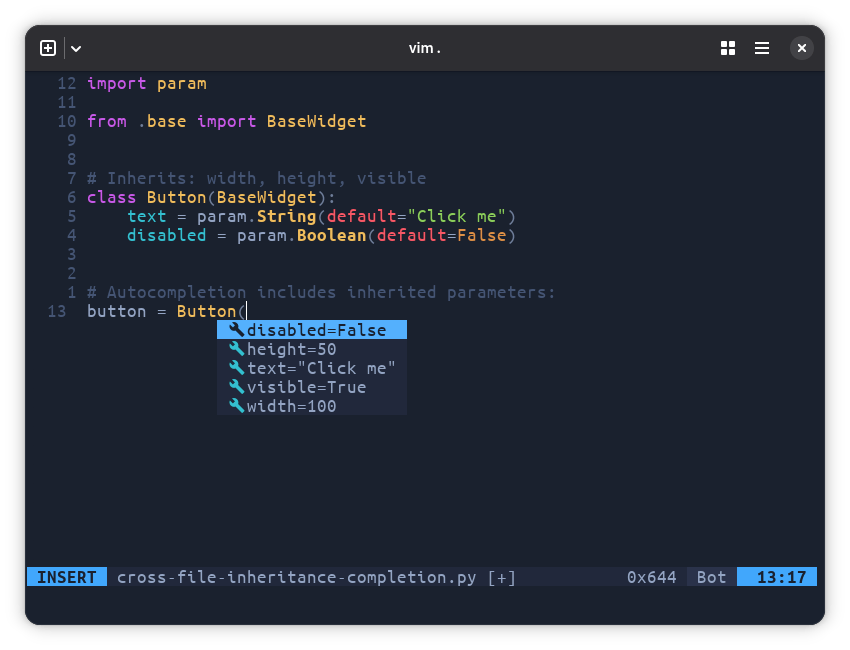 vim .
12 import param
11
10 from .base import BaseWidget
9
8
7 # Inherits: width, height, visible
6 class Button(BaseWidget):
5     text = param.String(default="Click me")
4     disabled = param.Boolean(default=False)
3
2
1 # Autocompletion includes inherited parameters:
13 button = Button(
disabled=False
height=50
text="Click me"
visible=True
width=100
INSERT cross-file-inheritance-completion.py [+] 0x644 Bot 13:17